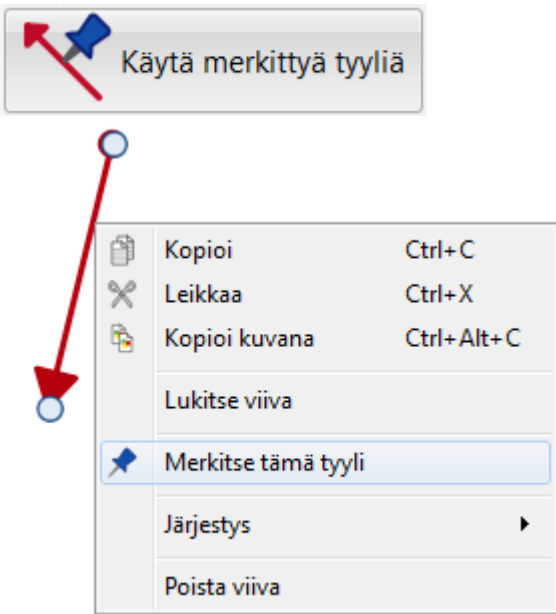 Käytä merkittyä tyyliä
Kopioi Ctrl+C
Leikkaa Ctrl+X
Kopioi kuvana Ctrl+Alt+C
Lukitse viiva
Merkitse tämä tyyli
Järjestys
Poista viiva